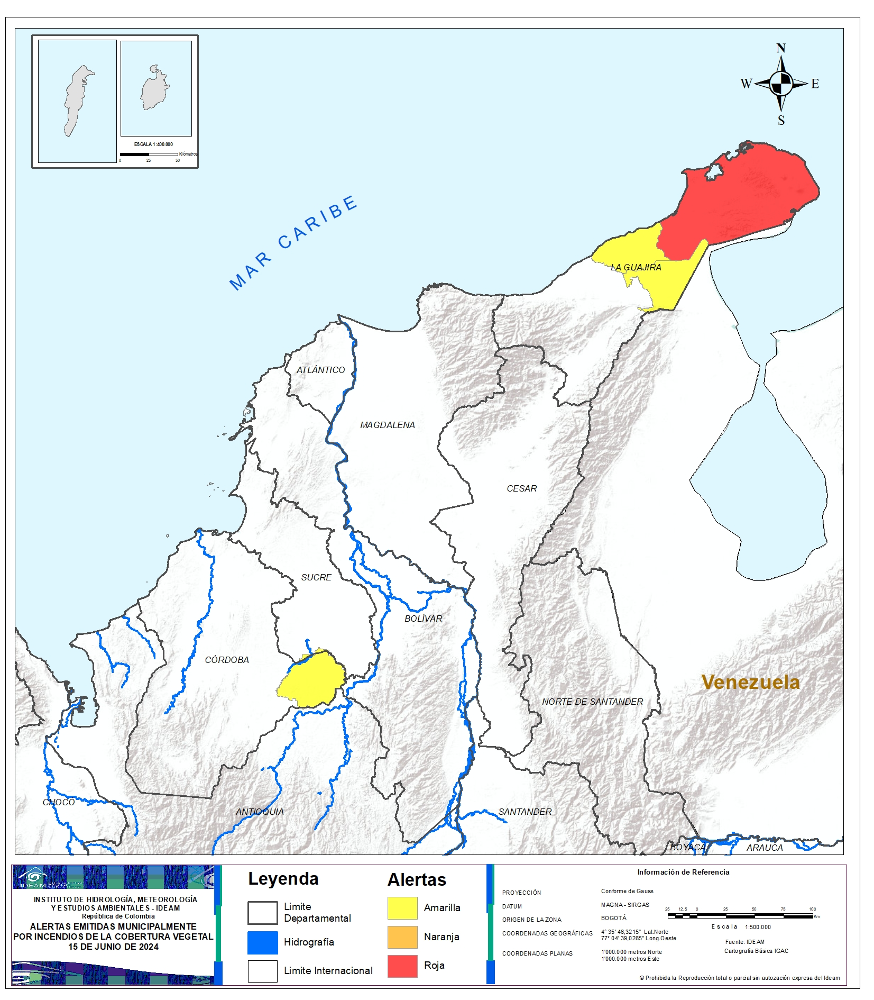 ESCALA 1:400.000
Kilómetros
0 25 50
N
W E
S
MAR CARIBE
LA GUAJIRA
ATLÁNTICO
MAGDALENA
CESAR
SUCRE
BOLÍVAR
CÓRDOBA
Venezuela
NORTE DE SANTANDER
CHOCÓ
ANTIOQUIA
SANTANDER
BOYACÁ
ARAUCA
IDEAM
INSTITUTO DE HIDROLOGÍA, METEOROLOGÍA
Y ESTUDIOS AMBIENTALES - IDEAM
República de Colombia
ALERTAS EMITIDAS MUNICIPALMENTE
POR INCENDIOS DE LA COBERTURA VEGETAL
15 DE JUNIO DE 2024
Leyenda
Limite
Departamental
Hidrografía
Limite Internacional
Alertas
Amarilla
Naranja
Roja
Información de Referencia
PROYECCIÓN Conforme de Gauss
DATUM MAGNA - SIRGAS
ORIGEN DE LA ZONA BOGOTÁ
COORDENADAS GEOGRÁFICAS 4° 35' 46,3215" Lat.Norte
77° 04' 39,0285" Long.Oeste
COORDENADAS PLANAS 1'000.000 metros Norte
1'000.000 metros Este
25 12,5 0 25 50 75 100
Km
Escala 1:500.000
Fuente: IDEAM
Cartografía Básica IGAC
© Prohibida la Reproducción total o parcial sin autozación expresa del Ideam